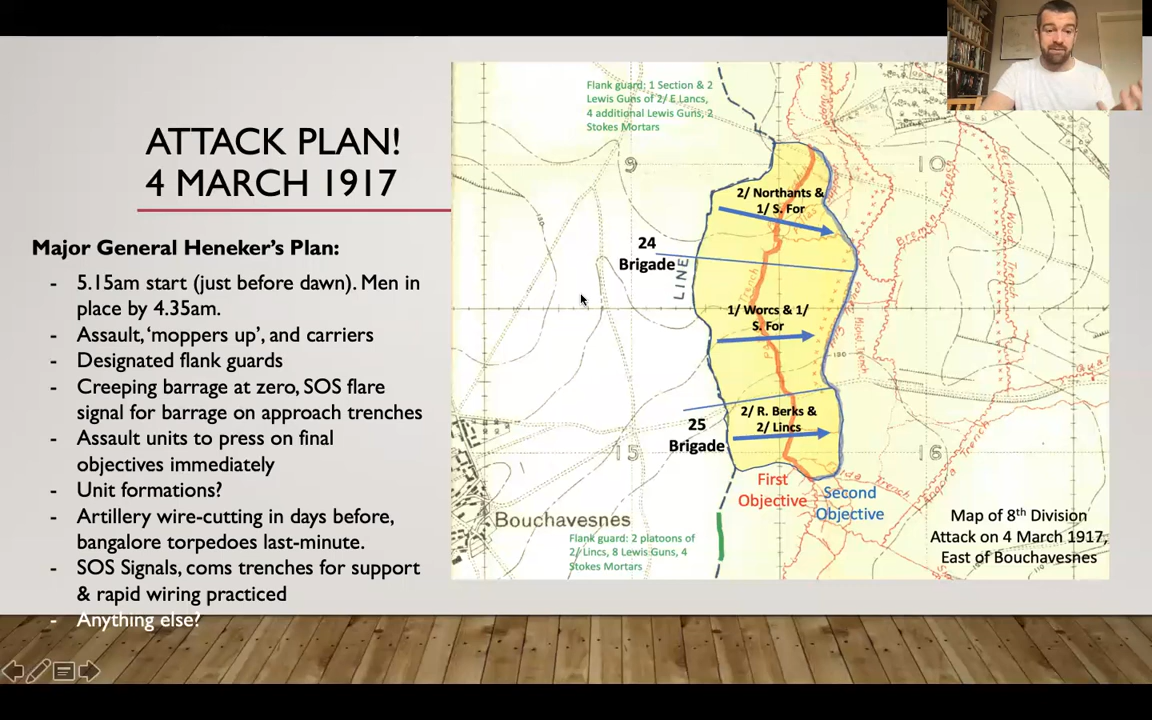 ATTACK PLAN!
4 MARCH 1917
Major General Heneker's Plan:
- 5.15am start (just before dawn). Men in
place by 4.35am.
- Assault, 'moppers up', and carriers
- Designated flank guards
- Creeping barrage at zero, SOS flare
signal for barrage on approach trenches
- Assault units to press on final
objectives immediately
- Unit formations?
- Artillery wire-cutting in days before,
bangalore torpedoes last-minute.
- SOS Signals, coms trenches for support
& rapid wiring practiced
- Anything else?
Flank guard: 1 Section & 2
Lewis Guns of 2/ E Lancs,
4 additional Lewis Guns, 2
Stokes Mortars
9
10
2/ Northants &
1/ S. For
24
Brigade
LINE
Bremen
Trench
1/ Worcs & 1/
S. For
130
2/ R. Berks &
2/ Lincs
25
Brigade
15
16
First
Objective
Second
Objective
Trench
Bouchavesnes
Flank guard: 2 platoons of
2/ Lincs, 8 Lewis Guns, 4
Stokes Mortars
Map of 8th Division
Attack on 4 March 1917,
East of Bouchavesnes